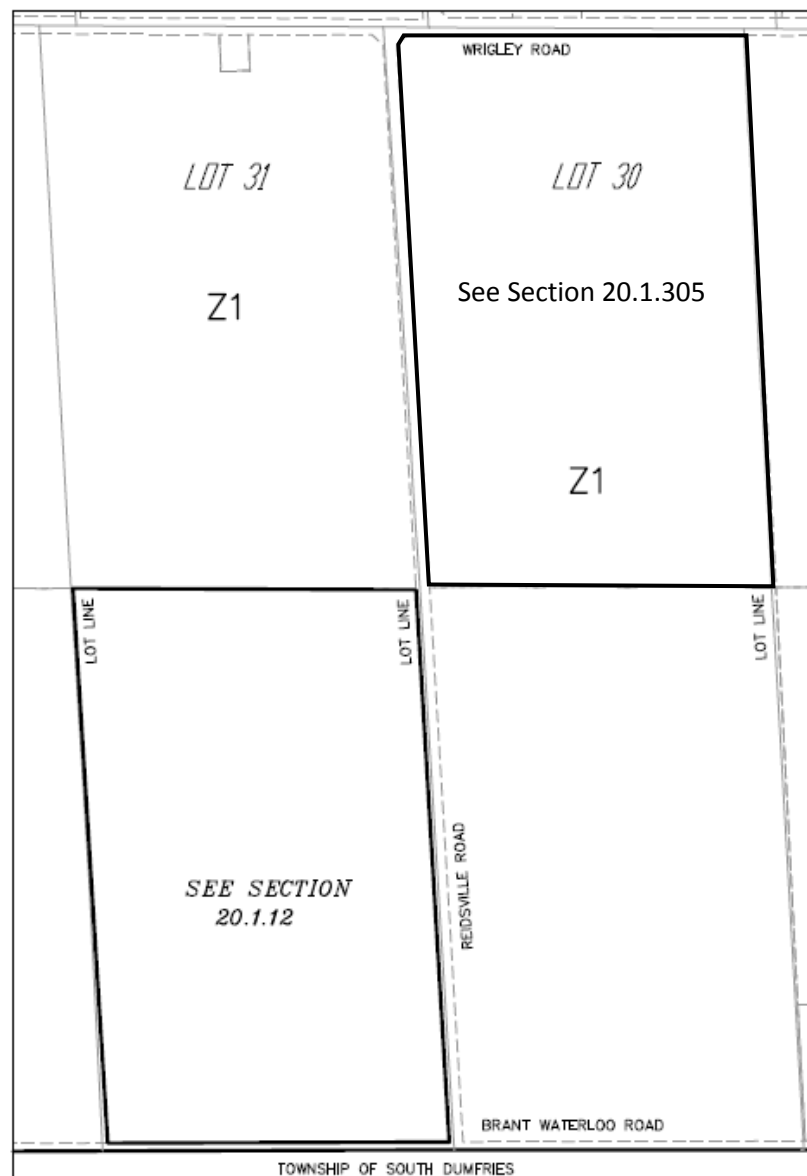 WRIGLEY ROAD
LOT 31
LOT 30
See Section 20.1.305
Z1
Z1
LOT LINE
LOT LINE
LOT LINE
REIDSVILLE ROAD
SEE SECTION
20.1.12
BRANT WATERLOO ROAD
TOWNSHIP OF SOUTH DUMFRIES